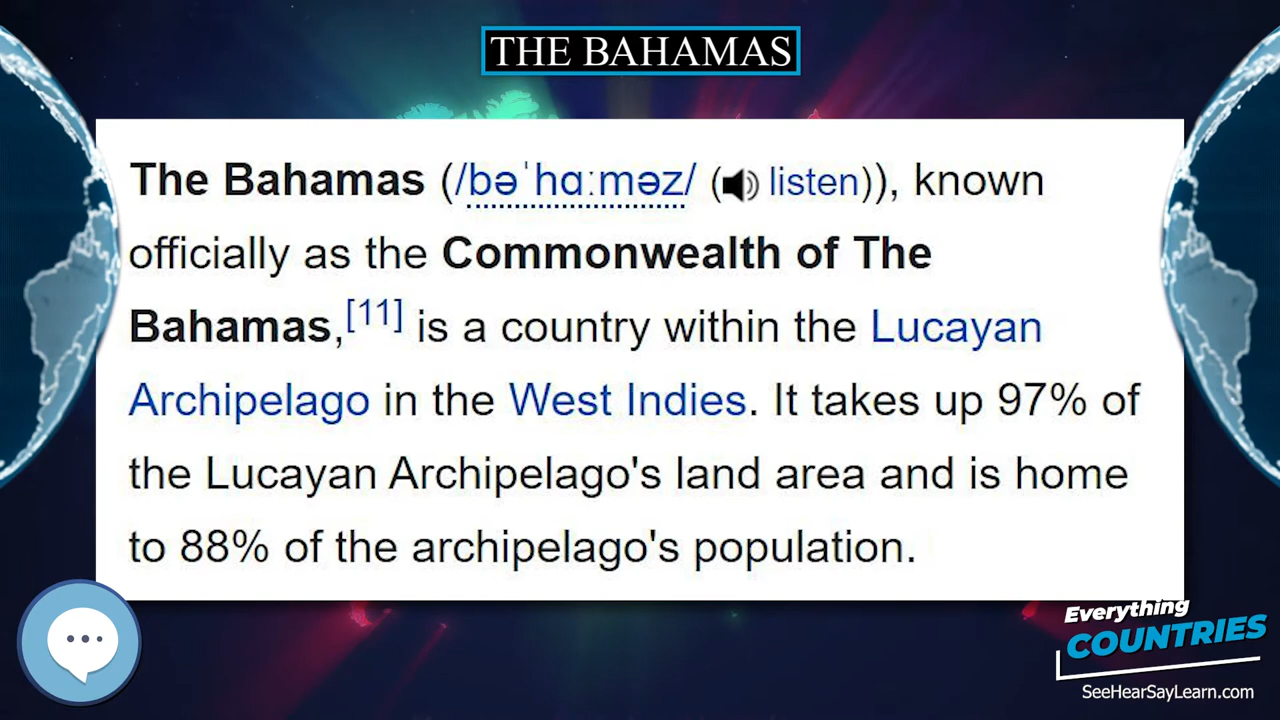 THE BAHAMAS
The Bahamas (/bəˈhɑːməz/ (listen)), known
officially as the Commonwealth of The
Bahamas,[11] is a country within the Lucayan
Archipelago in the West Indies. It takes up 97% of
the Lucayan Archipelago's land area and is home
to 88% of the archipelago's population.
Everything
COUNTRIES
SeeHearSayLearn.com